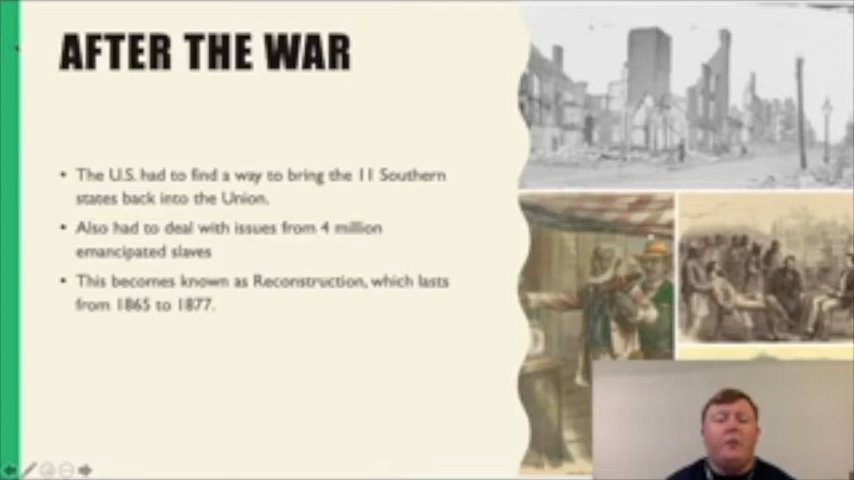 AFTER THE WAR
• The U.S. had to find a way to bring the 11 Southern
states back into the Union.
• Also had to deal with issues from 4 million
emancipated slaves
• This becomes known as Reconstruction, which lasts
from 1865 to 1877.